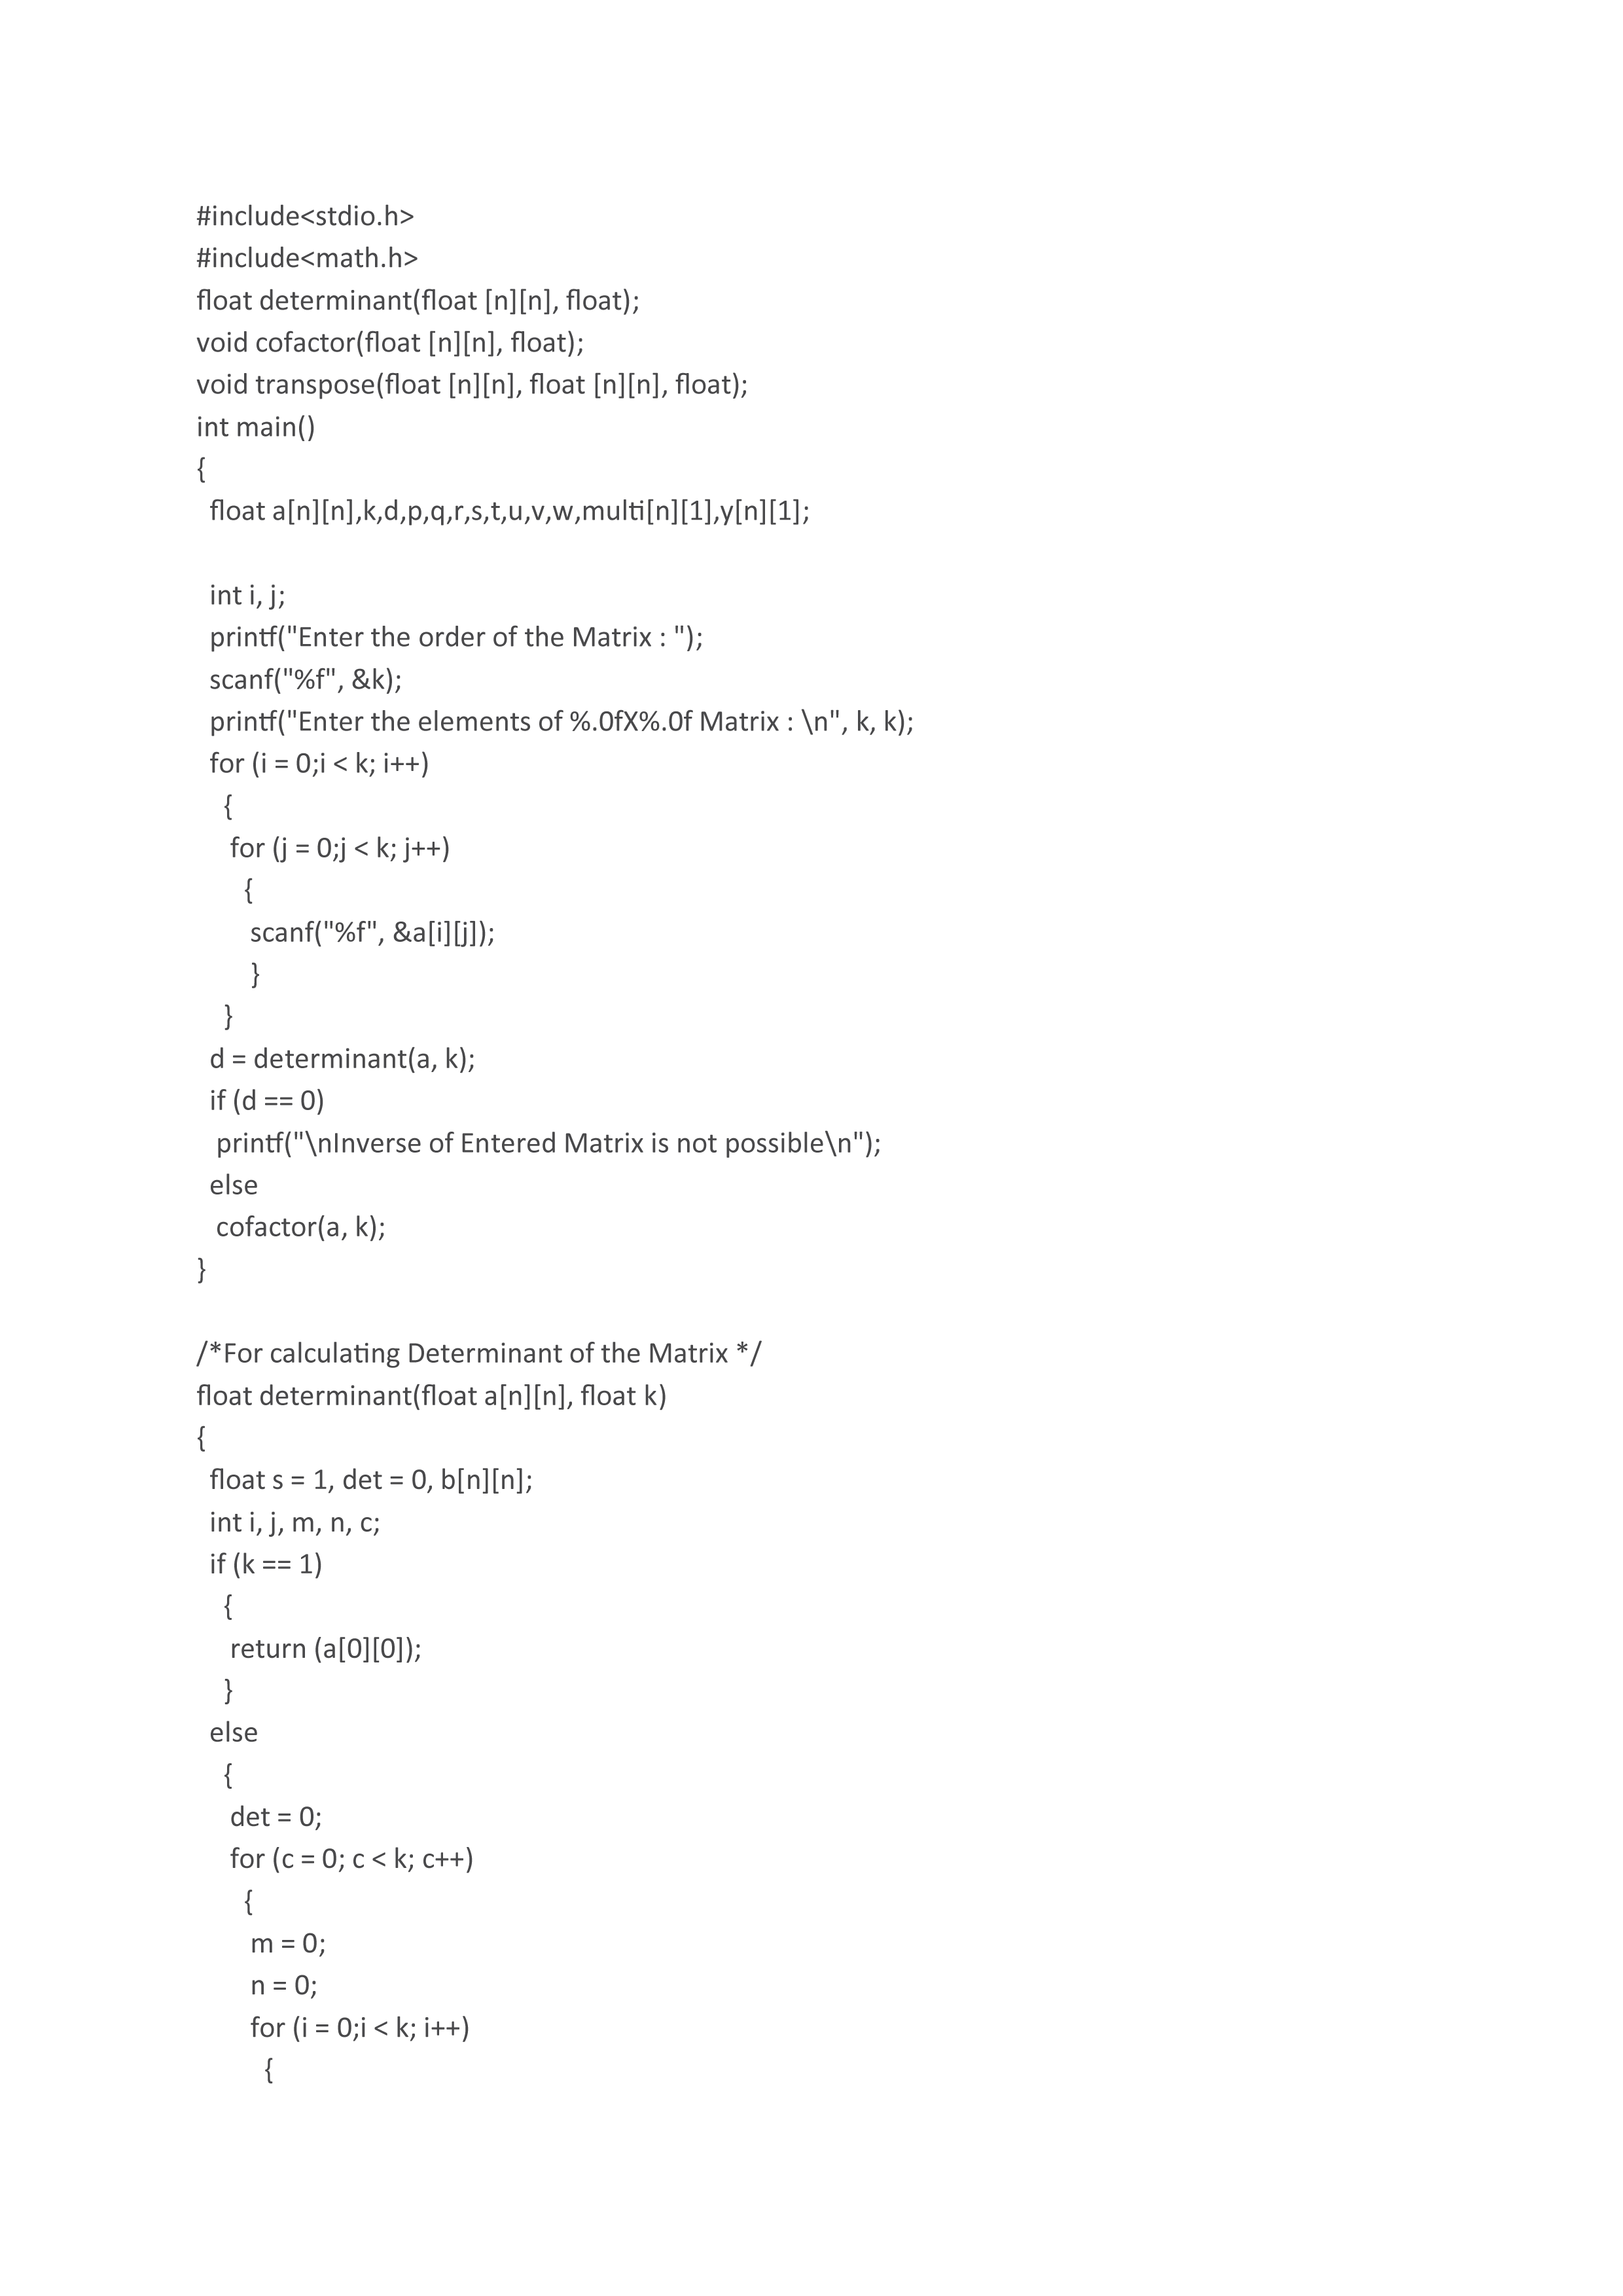 #include<stdio.h>
#include<math.h>
float determinant(float [n][n], float);
void cofactor(float [n][n], float);
void transpose(float [n][n], float [n][n], float);
int main()
{
float a[n][n],k,d,p,q,r,s,t,u,v,w,multi[n][1],y[n][1];
int i, j;
printf("Enter the order of the Matrix : ");
scanf("%f", &k);
printf("Enter the elements of %.0fX%.0f Matrix : \n", k, k);
for (i = 0;i < k; i++)
{
for (j = 0;j < k; j++)
{
scanf("%f", &a[i][j]);
}
}
d = determinant(a, k);
if (d == 0)
printf("\nInverse of Entered Matrix is not possible\n");
else
cofactor(a, k);
}
/*For calculating Determinant of the Matrix */
float determinant(float a[n][n], float k)
{
float s = 1, det = 0, b[n][n];
int i, j, m, n, c;
if (k == 1)
{
return (a[0][0]);
}
else
{
det = 0;
for (c = 0; c < k; c++)
{
m = 0;
n = 0;
for (i = 0;i < k; i++)
{